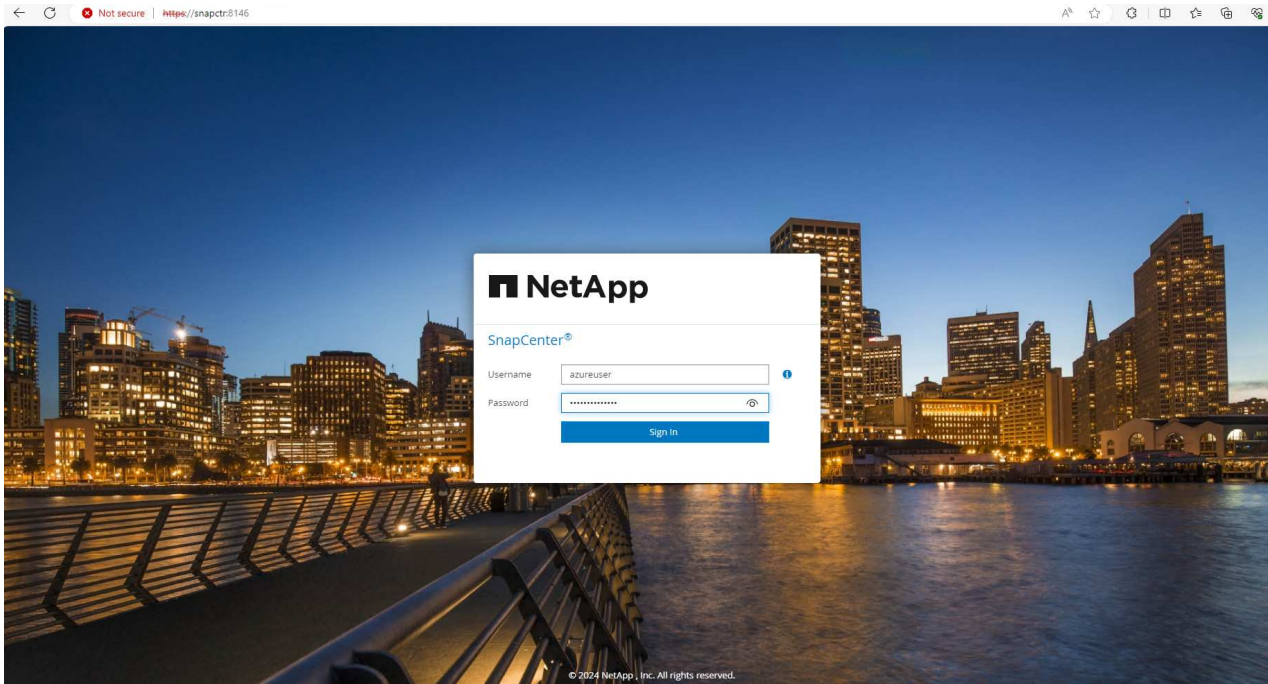 Not secure https://snapctr:8146
NetApp
SnapCenter®
Username azureuser
Password ••••••••••••••
Sign In
© 2024 NetApp , Inc. All rights reserved.